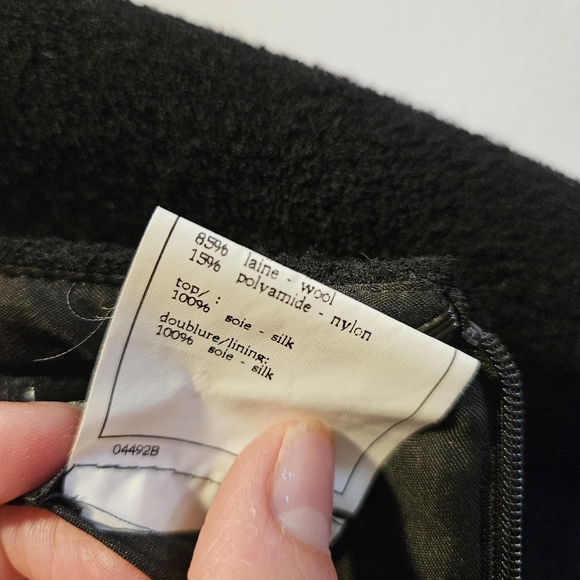 85% laine - wool
15% polyamide - nylon
top/ :
100% soie - silk
doublure/lining:
100% soie - silk
04492B